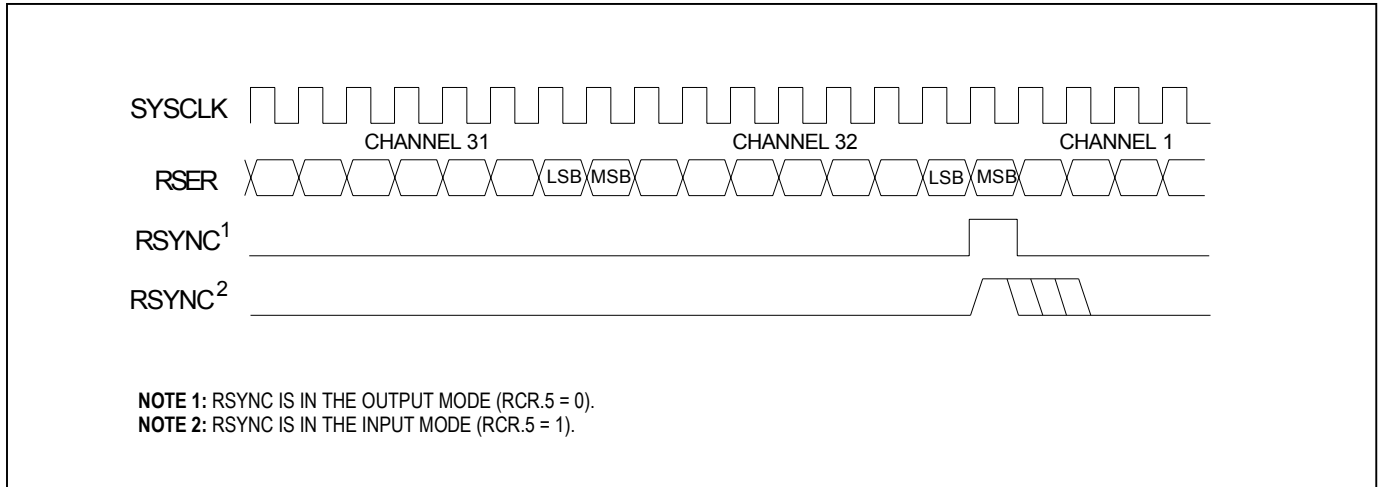 SYSCLK
CHANNEL 31 CHANNEL 32 CHANNEL 1
RSER LSB MSB LSB MSB
RSYNC1
RSYNC2
NOTE 1: RSYNC IS IN THE OUTPUT MODE (RCR.5 = 0).
NOTE 2: RSYNC IS IN THE INPUT MODE (RCR.5 = 1).